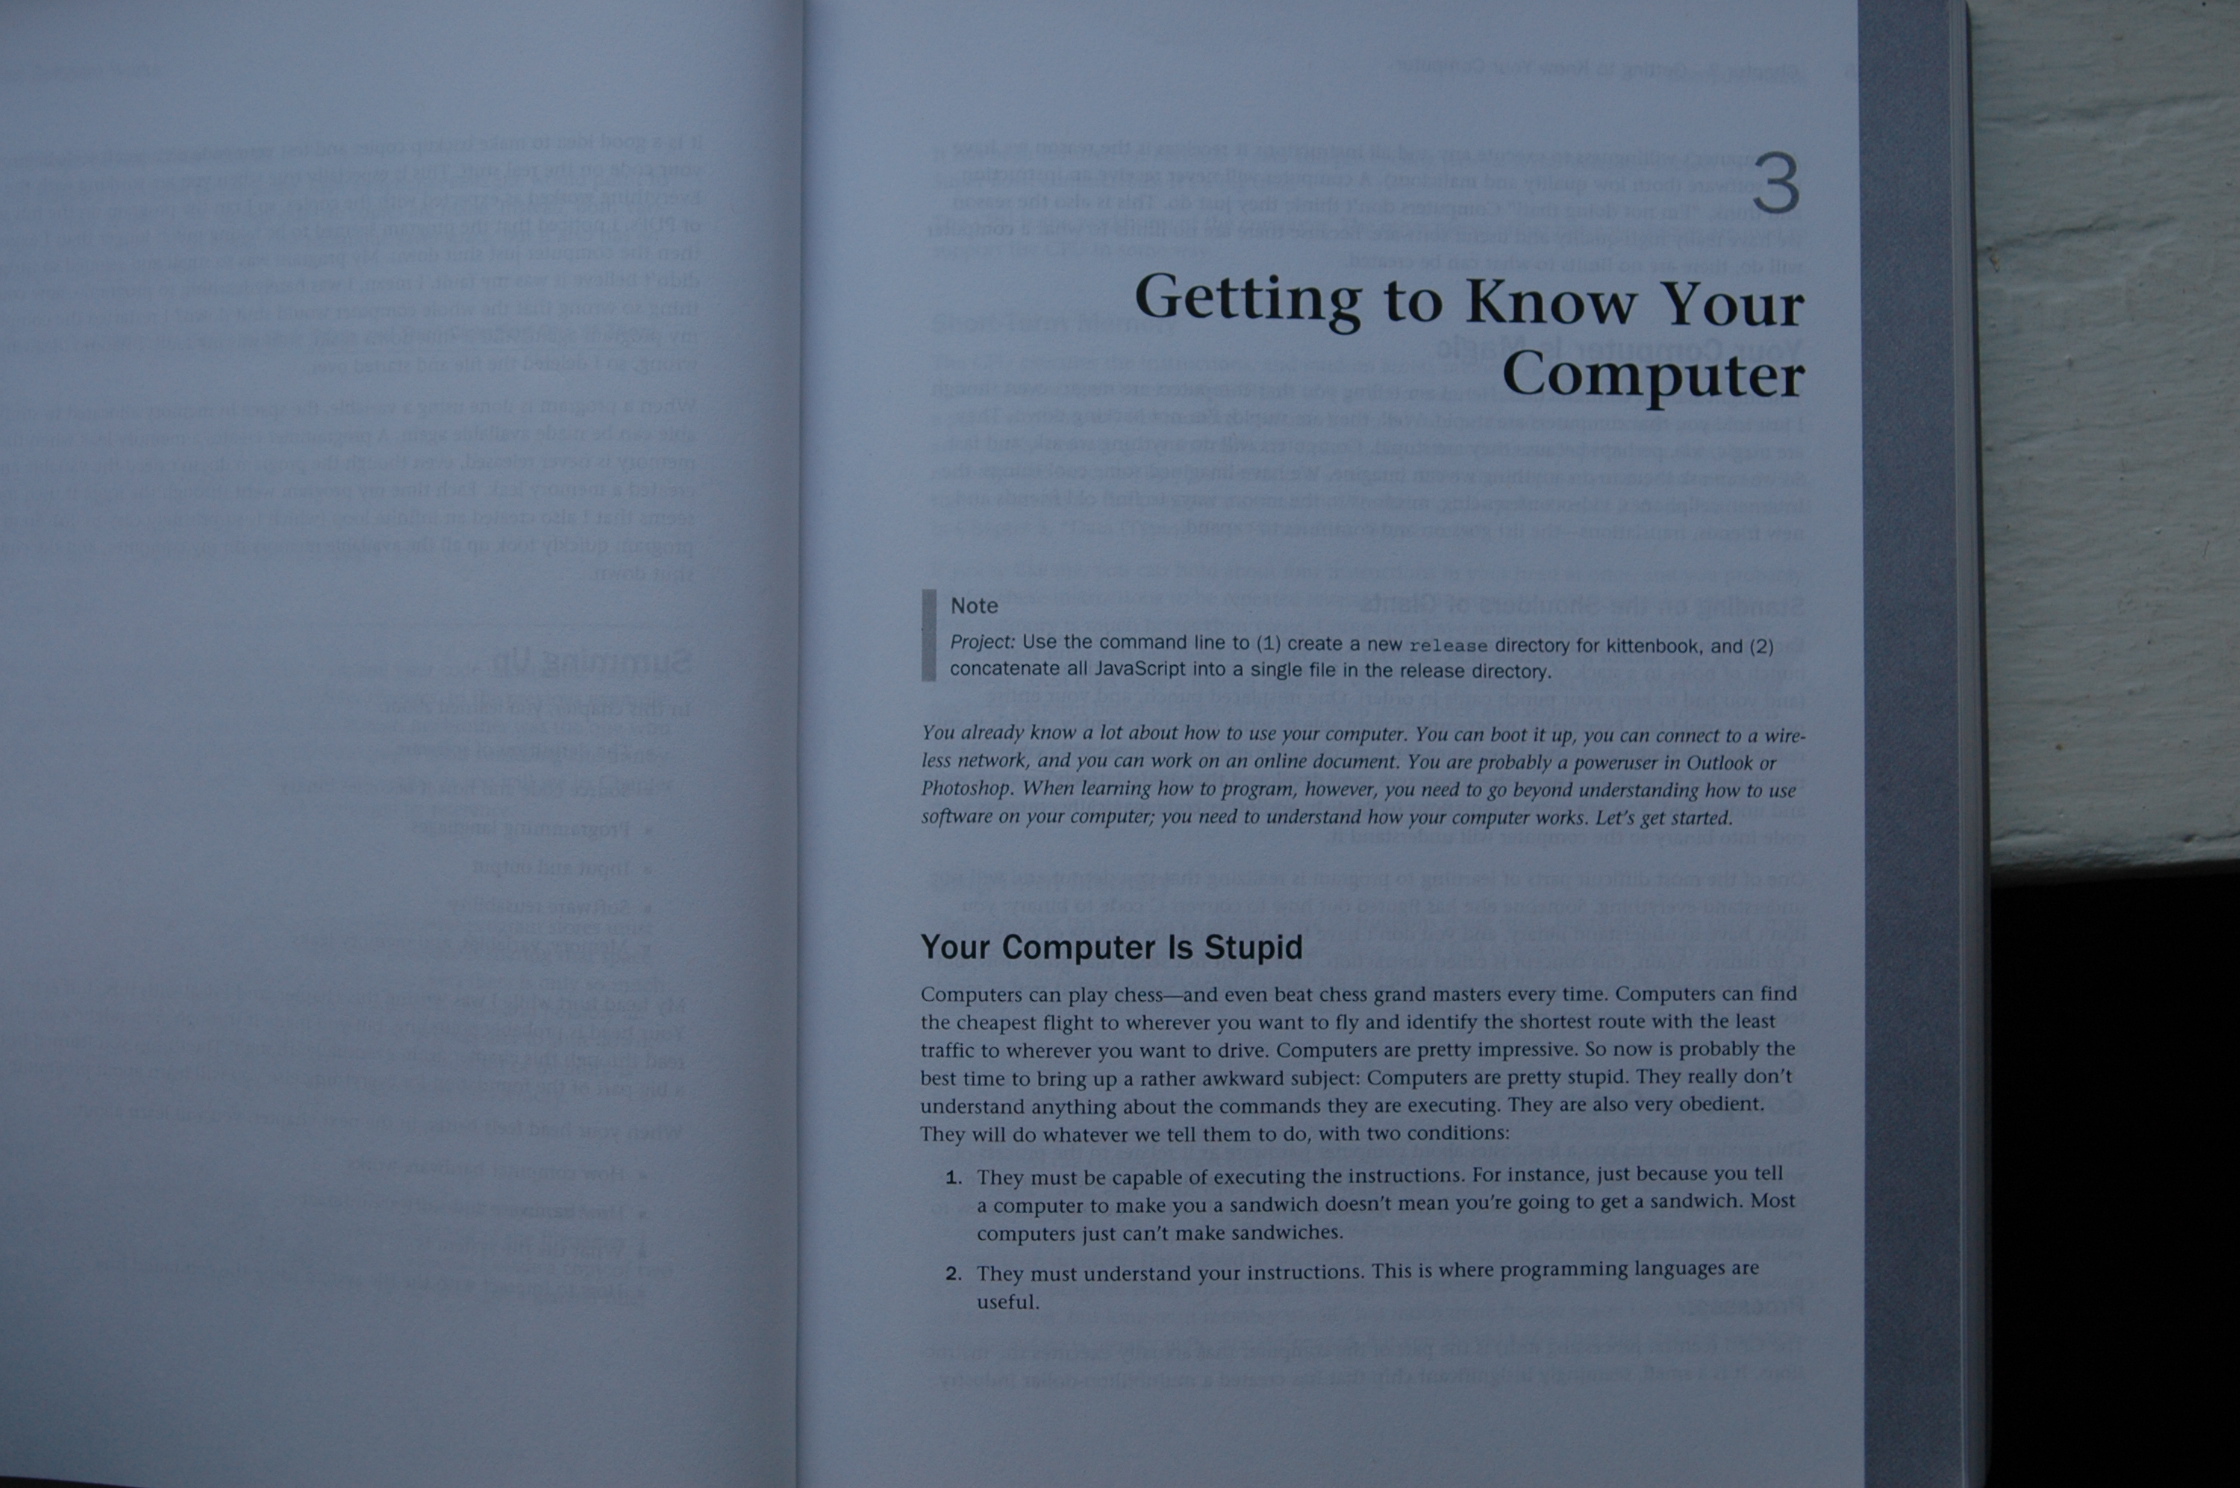 3
Getting to Know Your
Computer
Note
Project: Use the command line to (1) create a new release directory for kittenbook, and (2)
concatenate all JavaScript into a single file in the release directory.
You already know a lot about how to use your computer. You can boot it up, you can connect to a wire-
less network, and you can work on an online document. You are probably a poweruser in Outlook or
Photoshop. When learning how to program, however, you need to go beyond understanding how to use
software on your computer; you need to understand how your computer works. Let's get started.
Your Computer Is Stupid
Computers can play chess—and even beat chess grand masters every time. Computers can find
the cheapest flight to wherever you want to fly and identify the shortest route with the least
traffic to wherever you want to drive. Computers are pretty impressive. So now is probably the
best time to bring up a rather awkward subject: Computers are pretty stupid. They really don't
understand anything about the commands they are executing. They are also very obedient.
They will do whatever we tell them to do, with two conditions:
1. They must be capable of executing the instructions. For instance, just because you tell
a computer to make you a sandwich doesn't mean you're going to get a sandwich. Most
computers just can't make sandwiches.
2. They must understand your instructions. This is where programming languages are
useful.